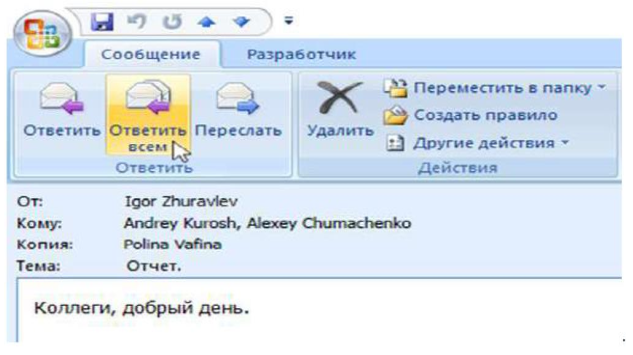 Сообщение Разработчик
Ответить Ответить всем Переслать
Удалить
Переместить в папку
Создать правило
Другие действия
Ответить Действия
От: Igor Zhuravlev
Кому: Andrey Kurosh, Alexey Chumachenko
Копия: Polina Vafina
Тема: Отчет.
Коллеги, добрый день.